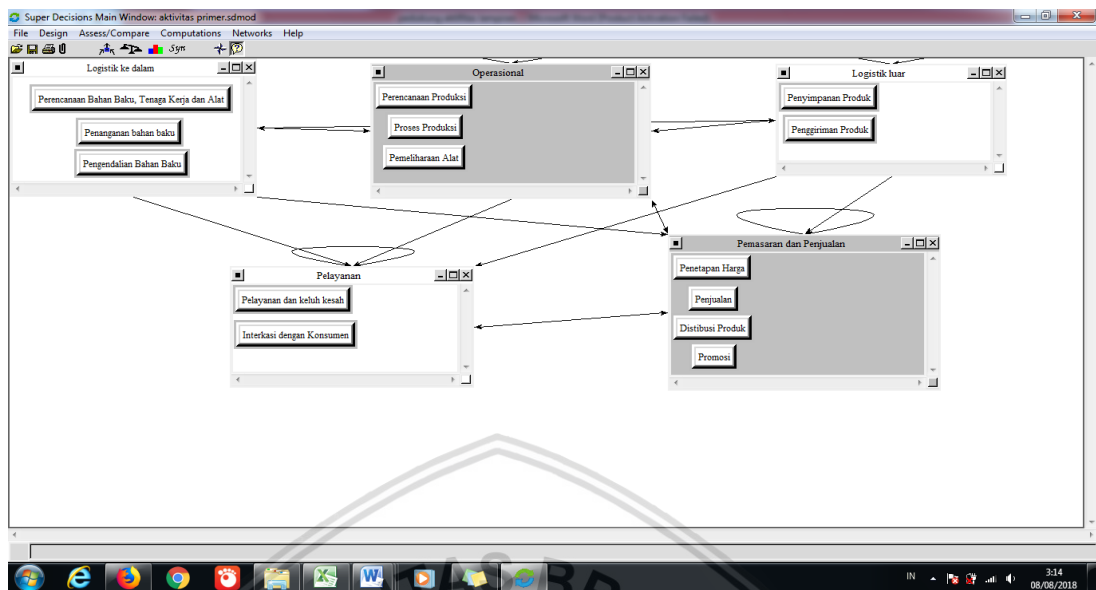 Super Decisions Main Window: aktivitas primer.sdmod
File Design Assess/Compare Computations Networks Help
Syn
Logistik ke dalam
Perencanaan Bahan Baku, Tenaga Kerja dan Alat
Penanganan bahan baku
Pengendalian Bahan Baku
Operasional
Perencanaan Produksi
Proses Produksi
Pemeliharaan Alat
Logistik luar
Penyimpanan Produk
Penggiriman Produk
Pelayanan
Pelayanan dan keluh kesah
Interkasi dengan Konsumen
Pemasaran dan Penjualan
Penetapan Harga
Penjualan
Distibusi Produk
Promosi
IN
3:14
08/08/2018